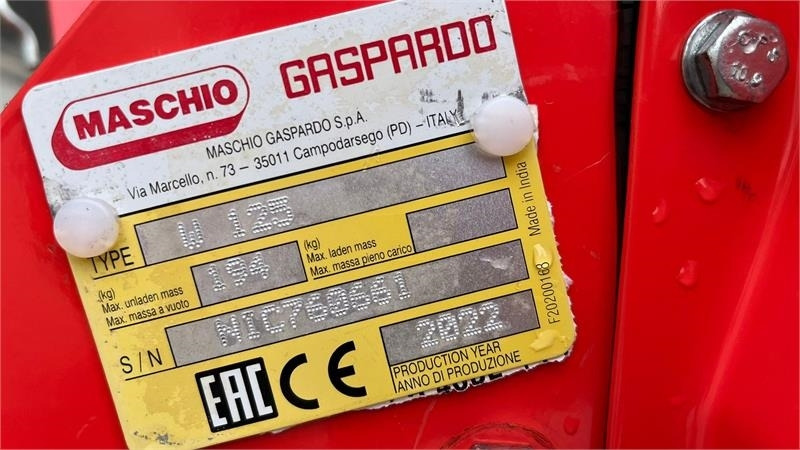 MASCHIO GASPARDO
MASCHIO GASPARDO S.p.A.
Via Marcello, n. 73 – 35011 Campodarsego (PD) – ITALY
TYPE W 125
(kg)
Max. unladen mass
Max. massa a vuoto
194
(kg)
Max. laden mass
Max. massa pieno carico
S/N NIC760661
EAC CE
2022
PRODUCTION YEAR
ANNO DI PRODUZIONE
Made in India
F20200168
10.9